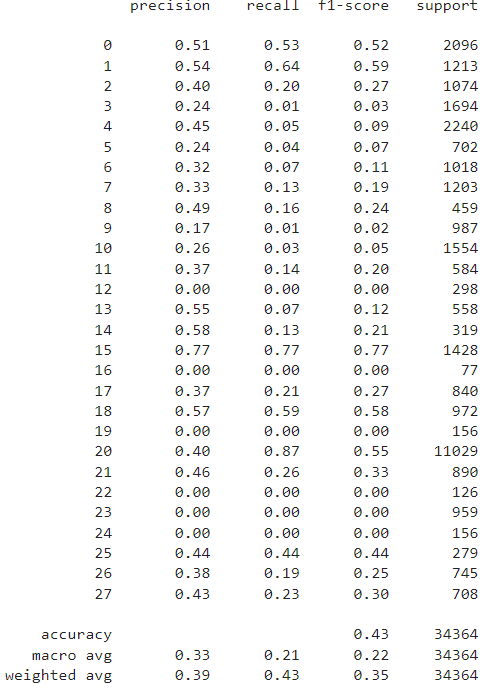 precision recall f1-score support
0 0.51 0.53 0.52 2096
1 0.54 0.64 0.59 1213
2 0.40 0.20 0.27 1074
3 0.24 0.01 0.03 1694
4 0.45 0.05 0.09 2240
5 0.24 0.04 0.07 702
6 0.32 0.07 0.11 1018
7 0.33 0.13 0.19 1203
8 0.49 0.16 0.24 459
9 0.17 0.01 0.02 987
10 0.26 0.03 0.05 1554
11 0.37 0.14 0.20 584
12 0.00 0.00 0.00 298
13 0.55 0.07 0.12 558
14 0.58 0.13 0.21 319
15 0.77 0.77 0.77 1428
16 0.00 0.00 0.00 77
17 0.37 0.21 0.27 840
18 0.57 0.59 0.58 972
19 0.00 0.00 0.00 156
20 0.40 0.87 0.55 11029
21 0.46 0.26 0.33 890
22 0.00 0.00 0.00 126
23 0.00 0.00 0.00 959
24 0.00 0.00 0.00 156
25 0.44 0.44 0.44 279
26 0.38 0.19 0.25 745
27 0.43 0.23 0.30 708
accuracy 0.43 34364
macro avg 0.33 0.21 0.22 34364
weighted avg 0.39 0.43 0.35 34364